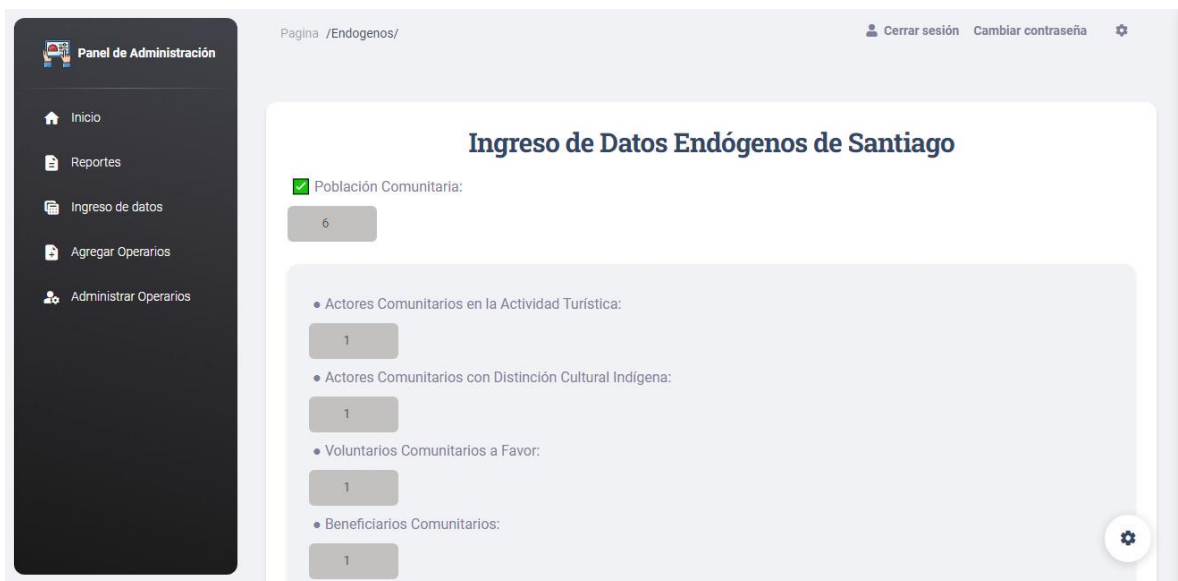 Panel de Administración
Inicio
Reportes
Ingreso de datos
Agregar Operarios
Administrar Operarios
Pagina /Endogenos/
Cerrar sesión Cambiar contraseña
Ingreso de Datos Endógenos de Santiago
✅ Población Comunitaria:
6
● Actores Comunitarios en la Actividad Turística:
1
● Actores Comunitarios con Distinción Cultural Indígena:
1
● Voluntarios Comunitarios a Favor:
1
● Beneficiarios Comunitarios:
1